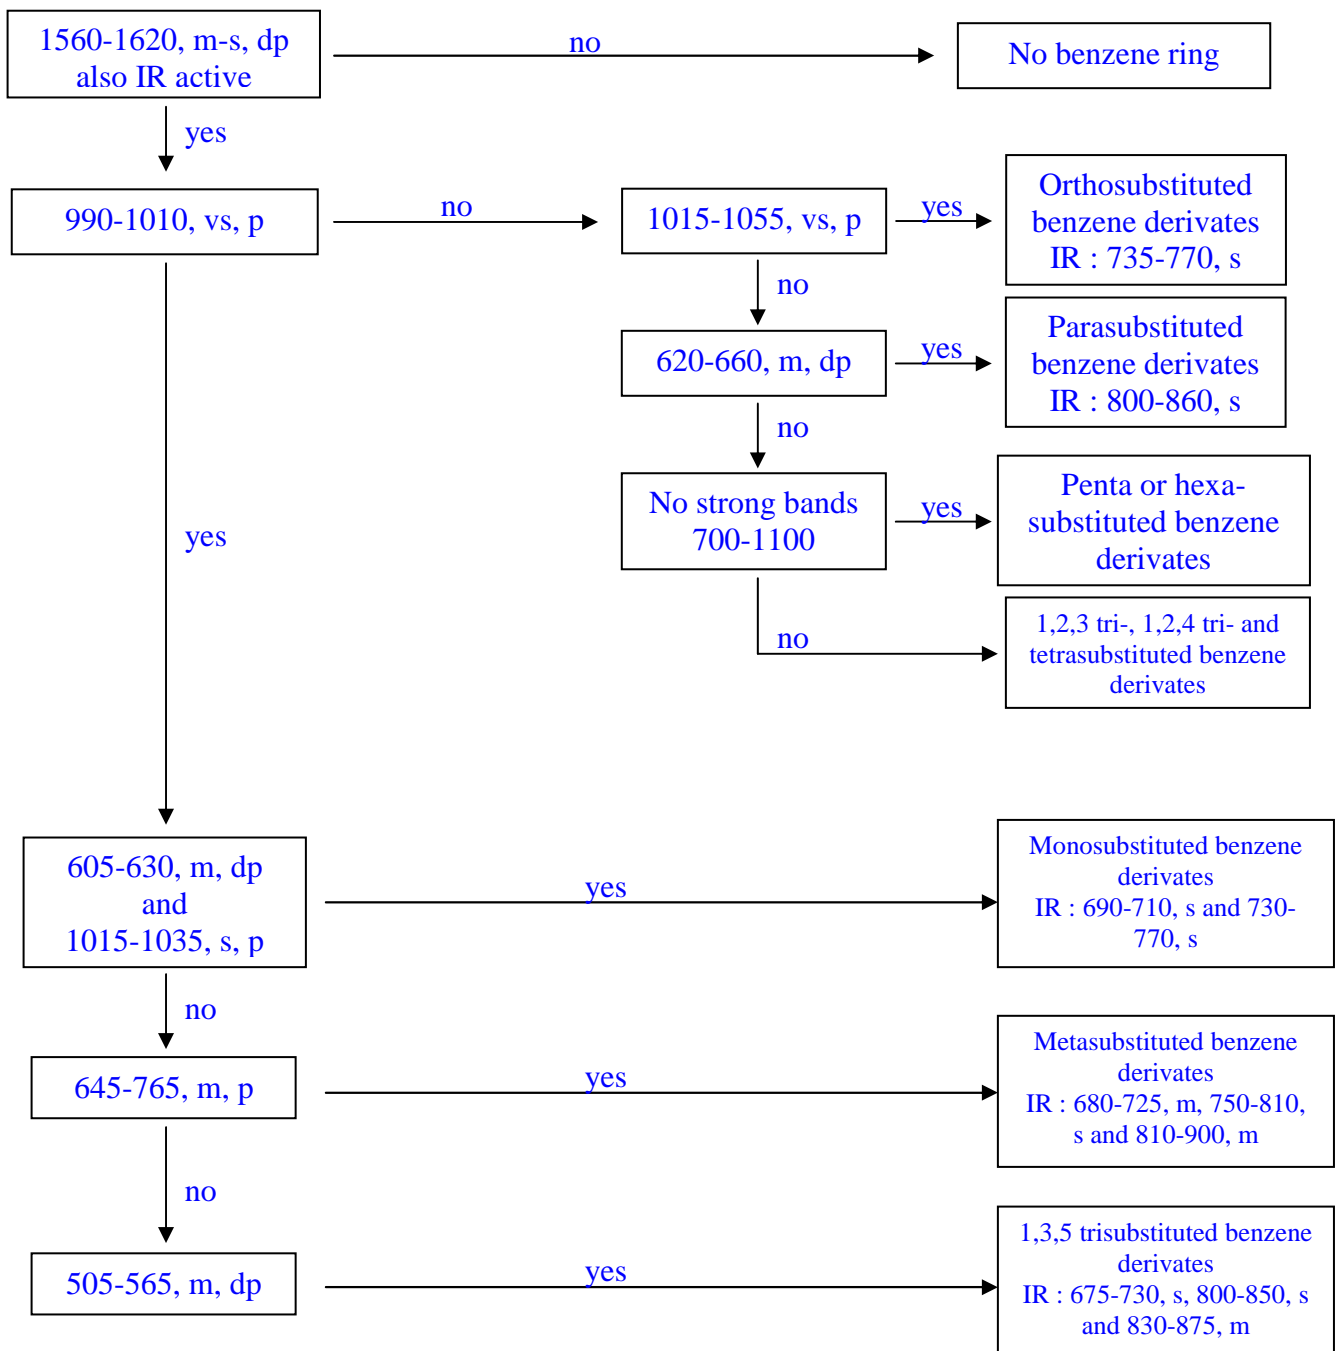 1560-1620, m-s, dp
also IR active
no
No benzene ring
yes
990-1010, vs, p
no
1015-1055, vs, p
yes
Orthosubstituted
benzene derivates
IR : 735-770, s
no
620-660, m, dp
yes
Parasubstituted
benzene derivates
IR : 800-860, s
no
No strong bands
700-1100
yes
Penta or hexa-
substituted benzene
derivates
yes
no
1,2,3 tri-, 1,2,4 tri- and
tetrasubstituted benzene
derivates
605-630, m, dp
and
1015-1035, s, p
yes
Monosubstituted benzene
derivates
IR : 690-710, s and 730-
770, s
no
645-765, m, p
yes
Metasubstituted benzene
derivates
IR : 680-725, m, 750-810,
s and 810-900, m
no
505-565, m, dp
yes
1,3,5 trisubstituted benzene
derivates
IR : 675-730, s, 800-850, s
and 830-875, m